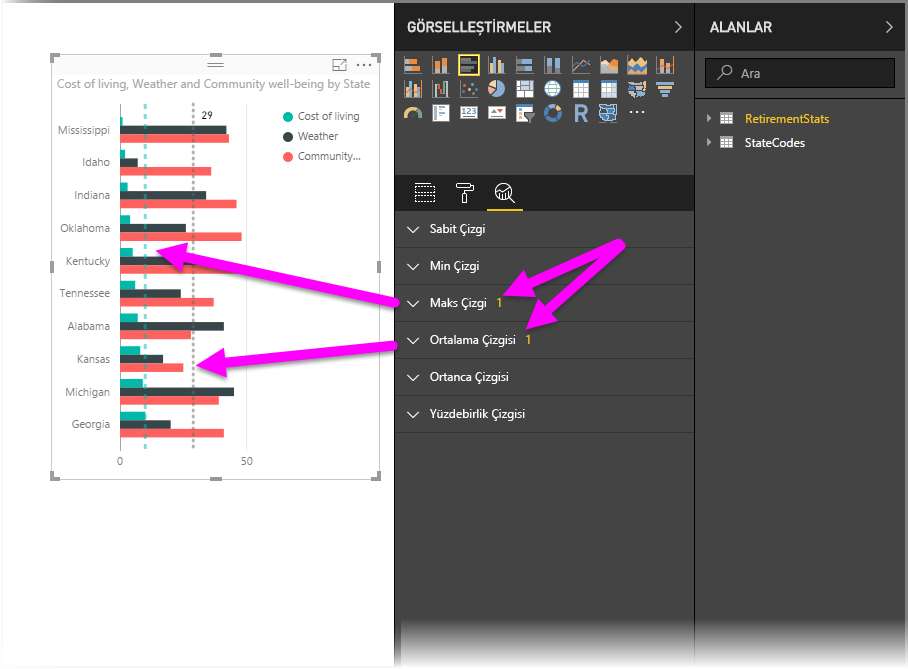 Cost of living, Weather and Community well-being by State
29
Cost of living
Weather
Community...
Mississippi
Idaho
Indiana
Oklahoma
Kentucky
Tennessee
Alabama
Kansas
Michigan
Georgia
0
50
GÖRSELLEŞTİRMELER
R
123
Sabit Çizgi
Min Çizgi
Maks Çizgi 1
Ortalama Çizgisi 1
Ortanca Çizgisi
Yüzdebirlik Çizgisi
ALANLAR
Ara
RetirementStats
StateCodes